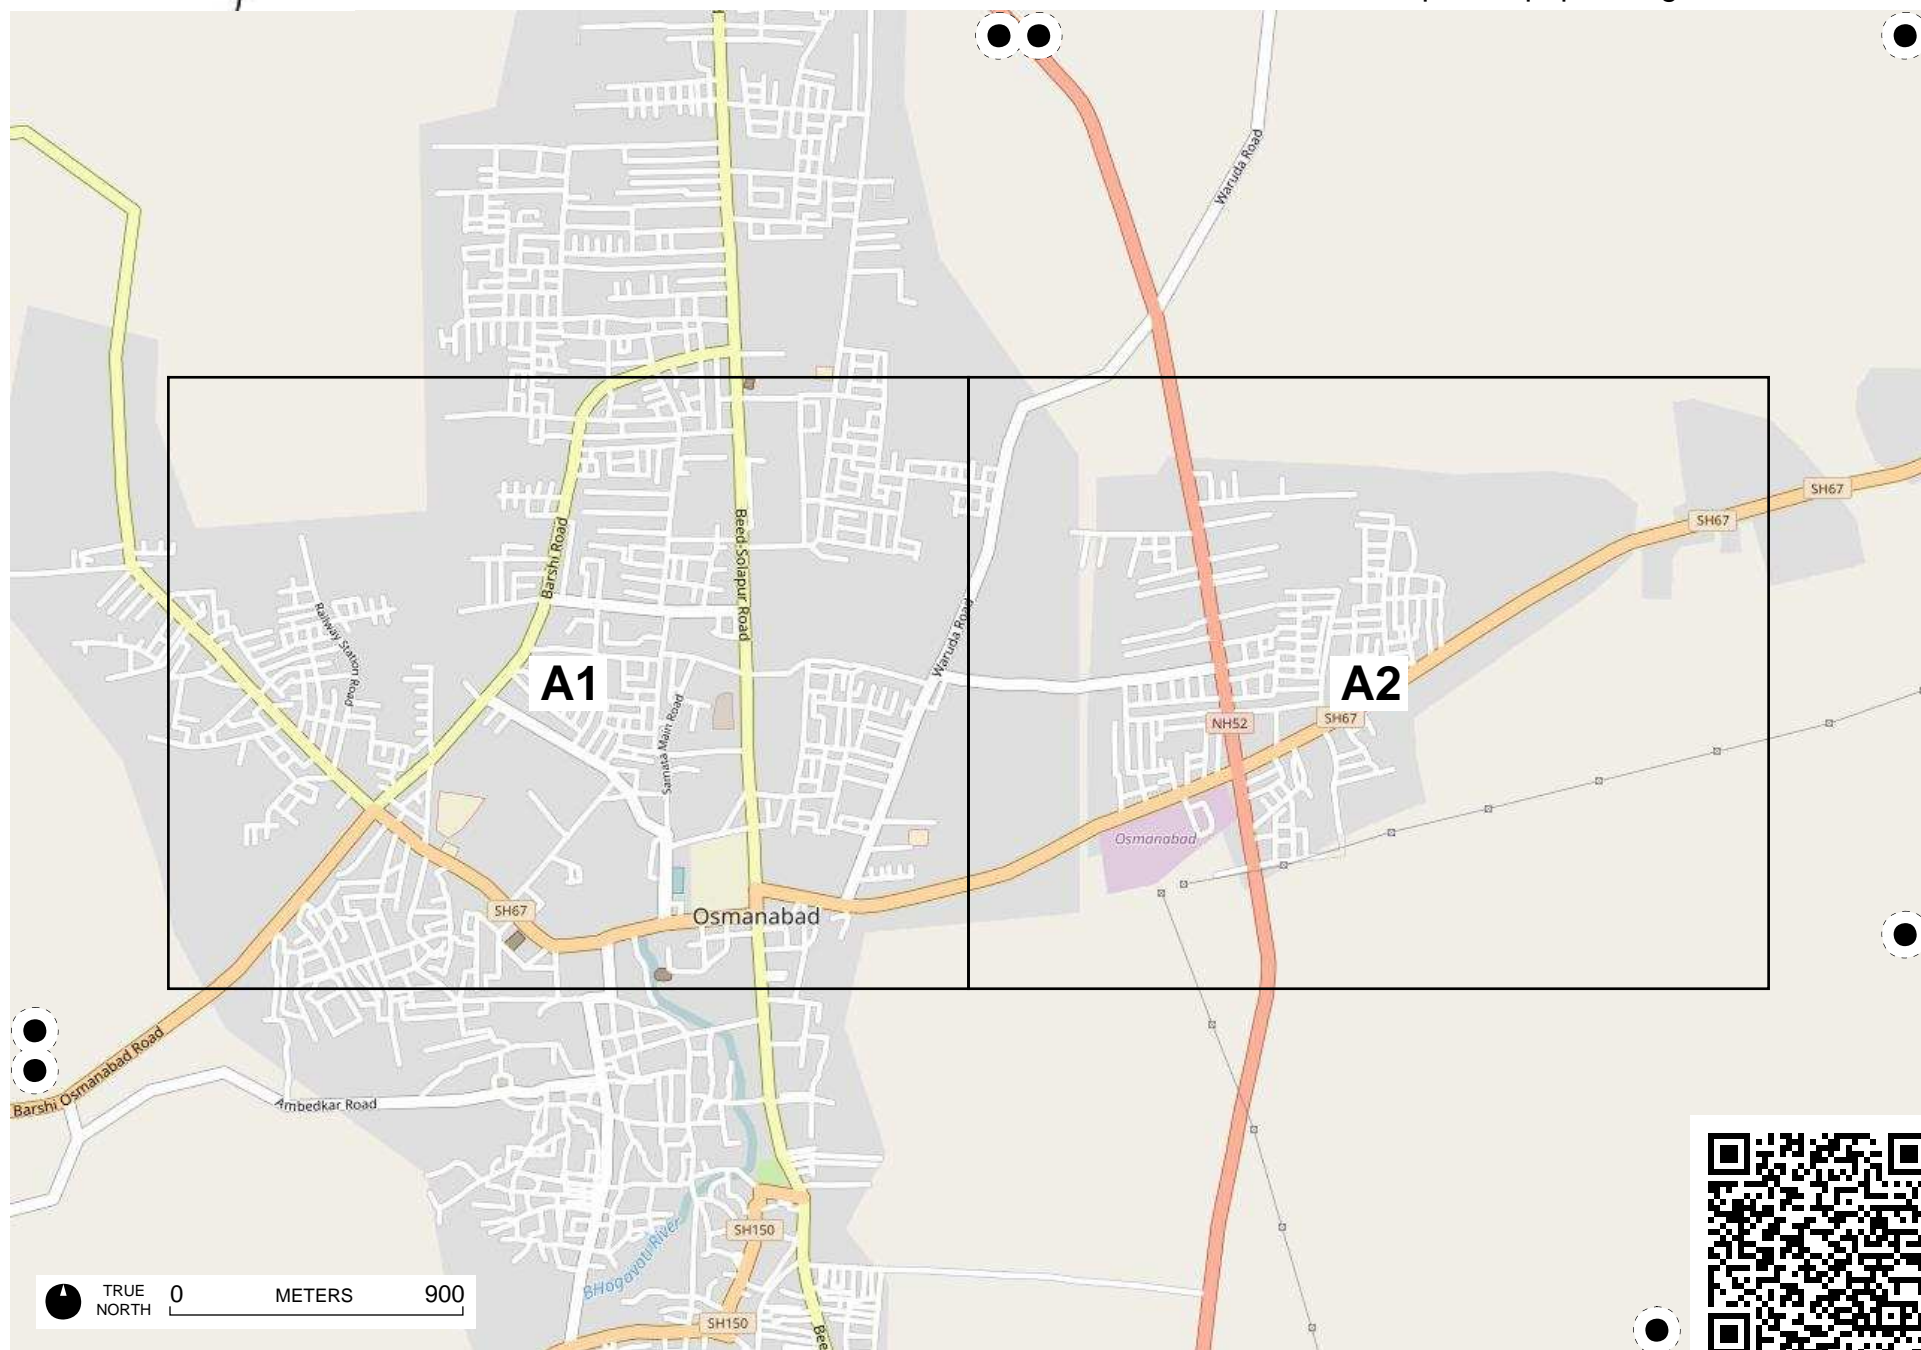 Waruda Road
SH67
SH67
Barshi Road
Beed-Solapur Road
Railway Station Road
Waruda Road
A1
A2
Samata Main Road
SH67
NH52
Osmanabad
SH67
Osmanabad
Barshi Osmanabad Road
Ambedkar Road
SH150
BHogavati River
TRUE
NORTH
0 METERS 900
SH150
Bee